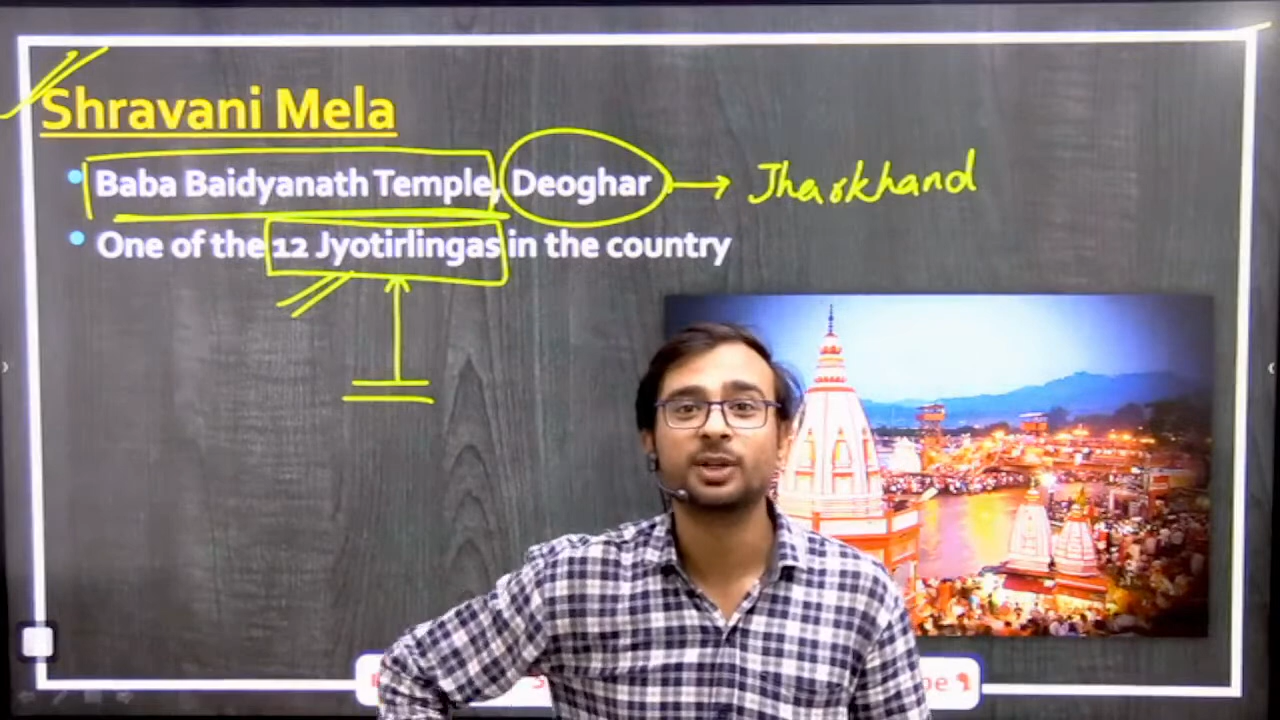 Shravani Mela
Baba Baidyanath Temple, Deoghar → Jharkhand
One of the 12 Jyotirlingas in the country